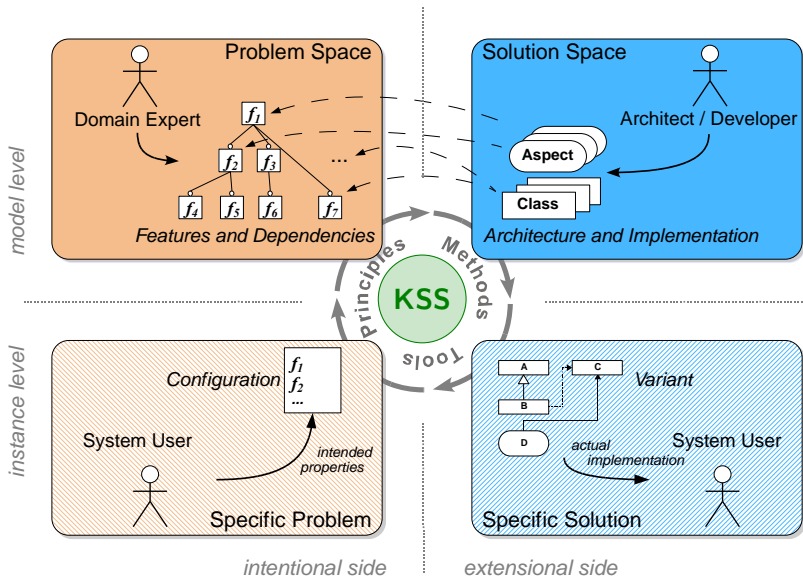 Problem Space
Domain Expert
f1
f2
f3
...
f4
f5
f6
f7
Features and Dependencies
Solution Space
Architect / Developer
Aspect
Class
Architecture and Implementation
model level
Principles
Methods
Tools
KSS
instance level
Configuration
f1
f2
...
System User
intended
properties
Specific Problem
A
B
C
D
Variant
actual
implementation
System User
Specific Solution
intentional side
extensional side